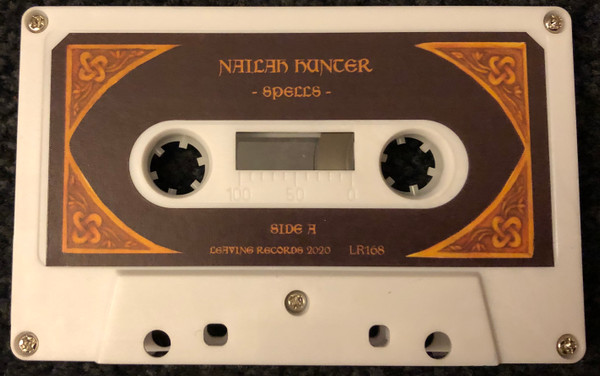 NAILAH HUNTER
- SPELLS -
100 50 0
SIDE A
LEAVING RECORDS 2020 LR168